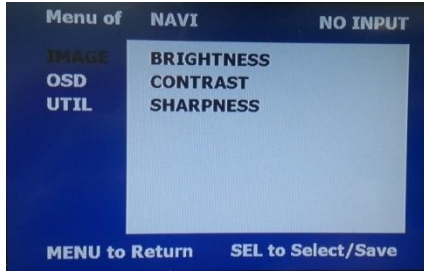 Menu of NAVI NO INPUT
IMAGE BRIGHTNESS
OSD CONTRAST
UTIL SHARPNESS
MENU to Return SEL to Select/Save